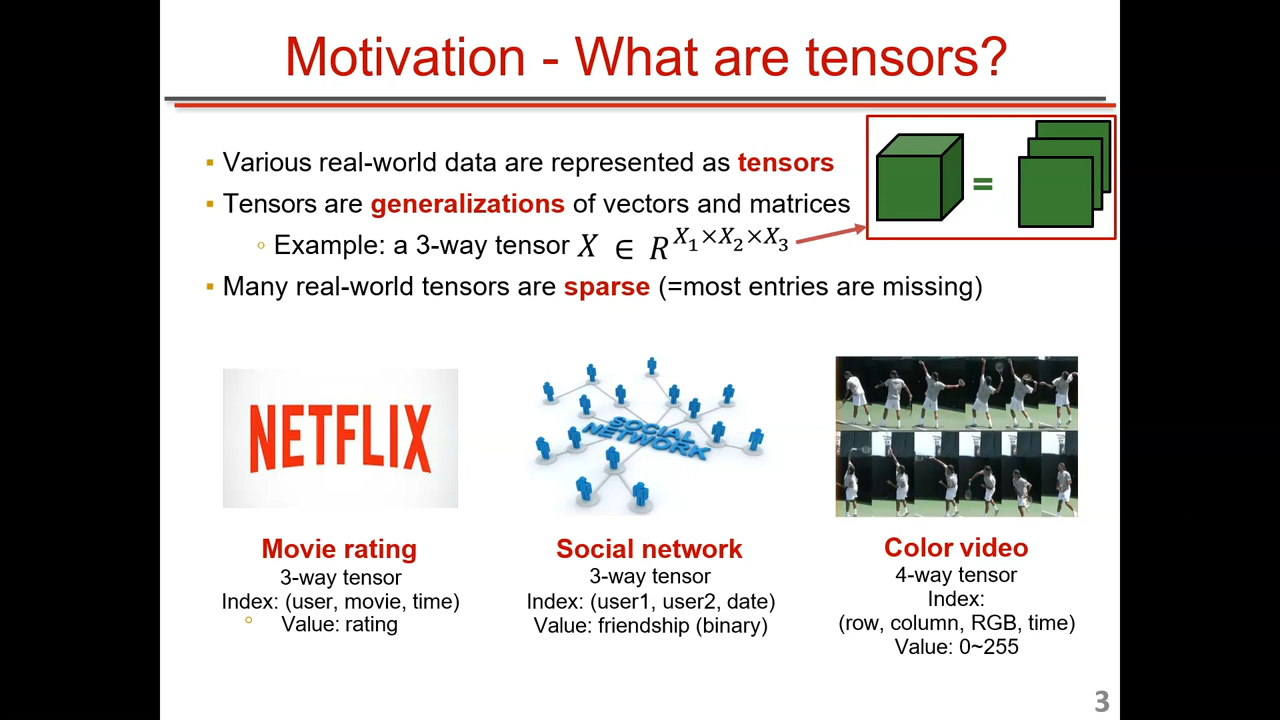 Motivation - What are tensors?
▪ Various real-world data are represented as tensors
▪ Tensors are generalizations of vectors and matrices
◦ Example: a 3-way tensor X ∈ R^{X₁×X₂×X₃}
=
▪ Many real-world tensors are sparse (=most entries are missing)
NETFLIX
SOCIAL
NETWORK
Movie rating
3-way tensor
Index: (user, movie, time)
◦ Value: rating
Social network
3-way tensor
Index: (user1, user2, date)
Value: friendship (binary)
Color video
4-way tensor
Index:
(row, column, RGB, time)
Value: 0~255
3